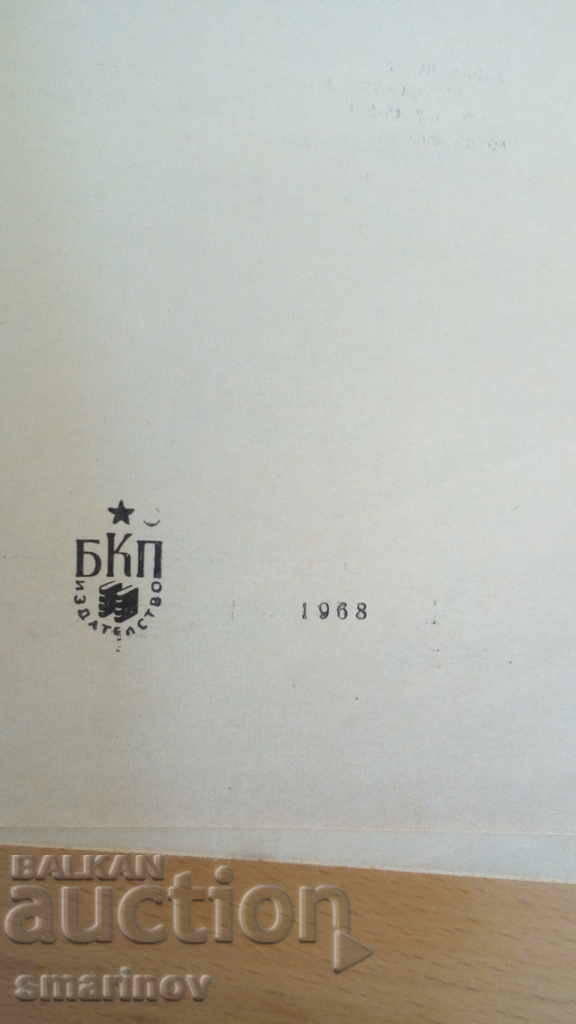 БКП
ИЗДАТЕЛСТВО
1968
BALKAN
auction
smarinov